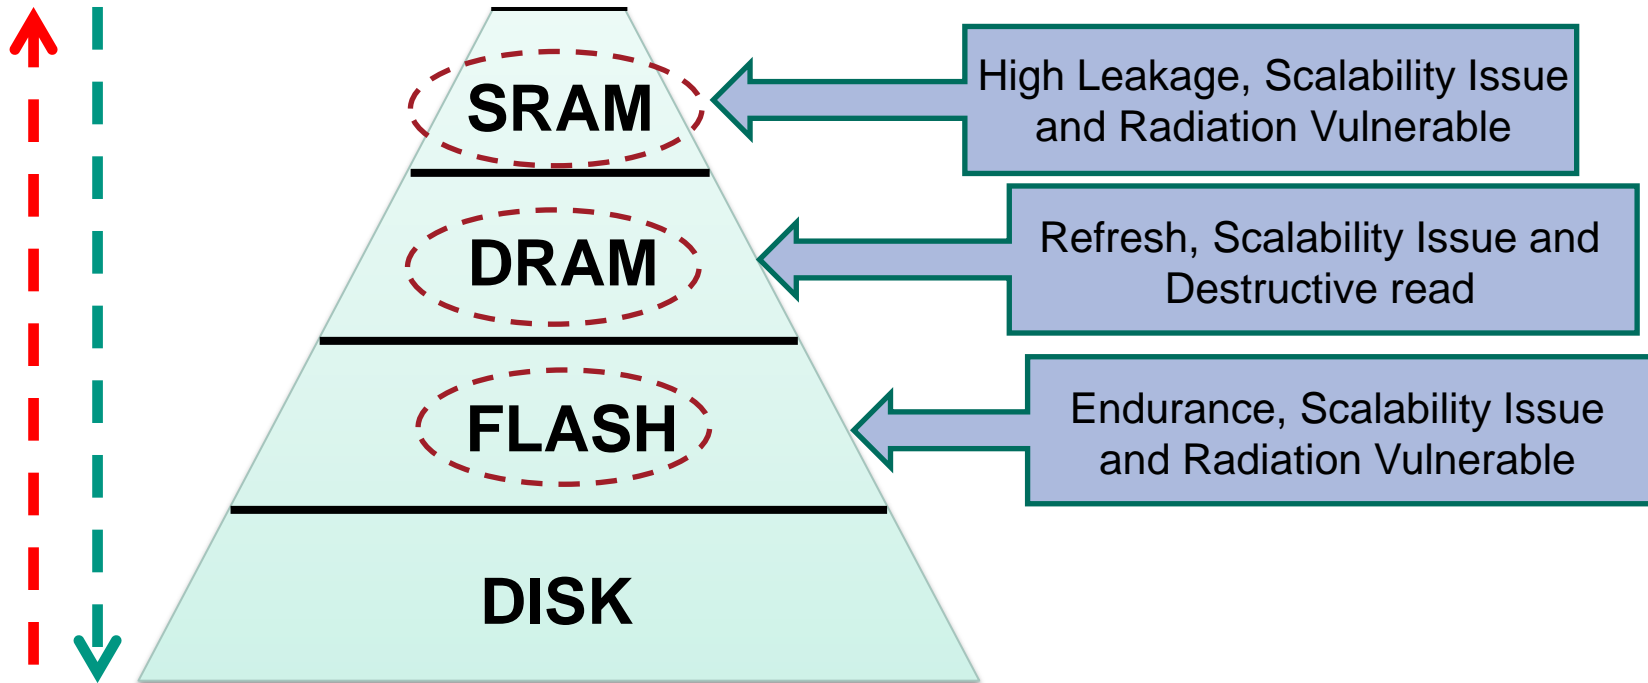 SRAM
High Leakage, Scalability Issue
and Radiation Vulnerable
DRAM
Refresh, Scalability Issue and
Destructive read
FLASH
Endurance, Scalability Issue
and Radiation Vulnerable
DISK